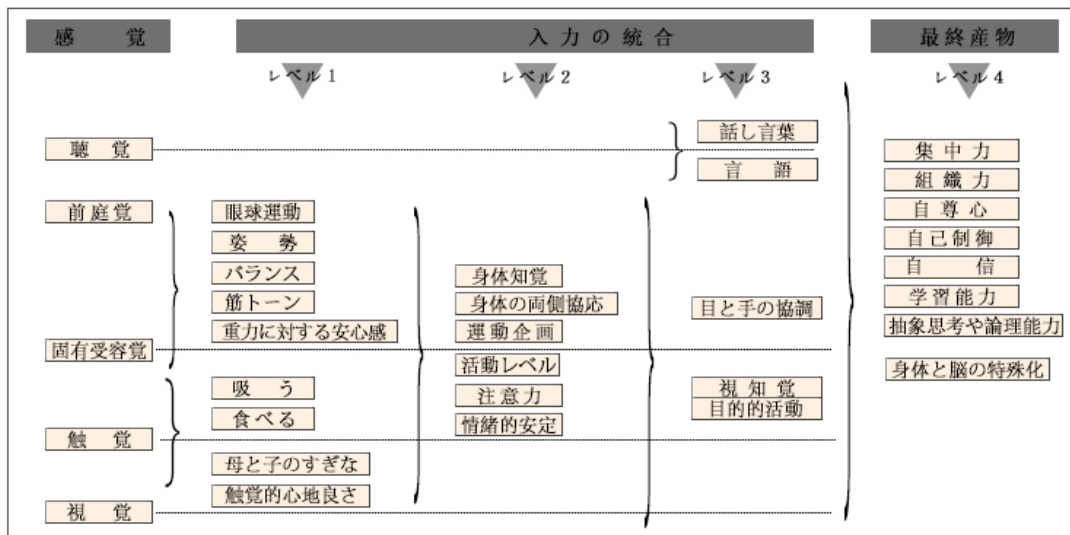 感覚
入力の統合
最終産物
レベル1
レベル2
レベル3
レベル4
聴覚
前庭覚
固有受容覚
触覚
視覚
眼球運動
姿勢
バランス
筋トーン
重力に対する安心感
吸う
食べる
母と子のすぎな
触覚的心地良さ
身体知覚
身体の両側協応
運動企画
活動レベル
注意力
情緒的安定
話し言葉
言語
目と手の協調
視知覚
目的的活動
集中力
組織力
自尊心
自己制御
自信
学習能力
抽象思考や論理能力
身体と脳の特殊化